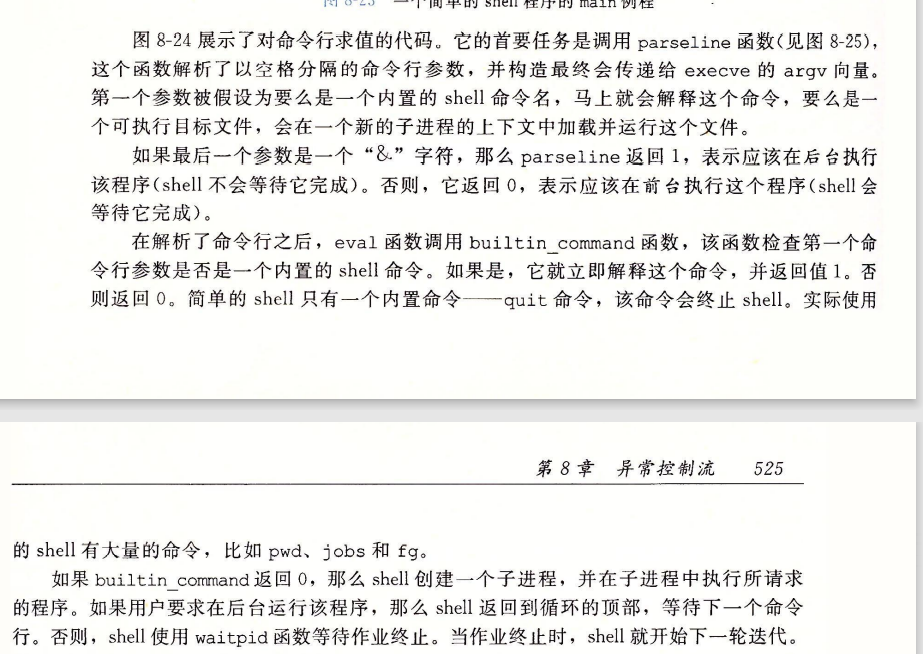 图 8-23 一个简单的 shell 程序的 main 例程
图 8-24 展示了对命令行求值的代码。它的首要任务是调用 parseline 函数(见图 8-25),
这个函数解析了以空格分隔的命令行参数,并构造最终会传递给 execve 的 argv 向量。
第一个参数被假设为要么是一个内置的 shell 命令名,马上就会解释这个命令,要么是一
个可执行目标文件,会在一个新的子进程的上下文中加载并运行这个文件。
如果最后一个参数是一个“&”字符,那么 parseline 返回 1,表示应该在后台执行
该程序(shell 不会等待它完成)。否则,它返回 0,表示应该在前台执行这个程序(shell 会
等待它完成)。
在解析了命令行之后,eval 函数调用 builtin_command 函数,该函数检查第一个命
令行参数是否是一个内置的 shell 命令。如果是,它就立即解释这个命令,并返回值 1。否
则返回 0。简单的 shell 只有一个内置命令——quit 命令,该命令会终止 shell。实际使用
第 8 章 异常控制流 525
的 shell 有大量的命令,比如 pwd、jobs 和 fg。
如果 builtin_command 返回 0,那么 shell 创建一个子进程,并在子进程中执行所请求
的程序。如果用户要求在后台运行该程序,那么 shell 返回到循环的顶部,等待下一个命令
行。否则,shell 使用 waitpid 函数等待作业终止。当作业终止时,shell 就开始下一轮迭代。